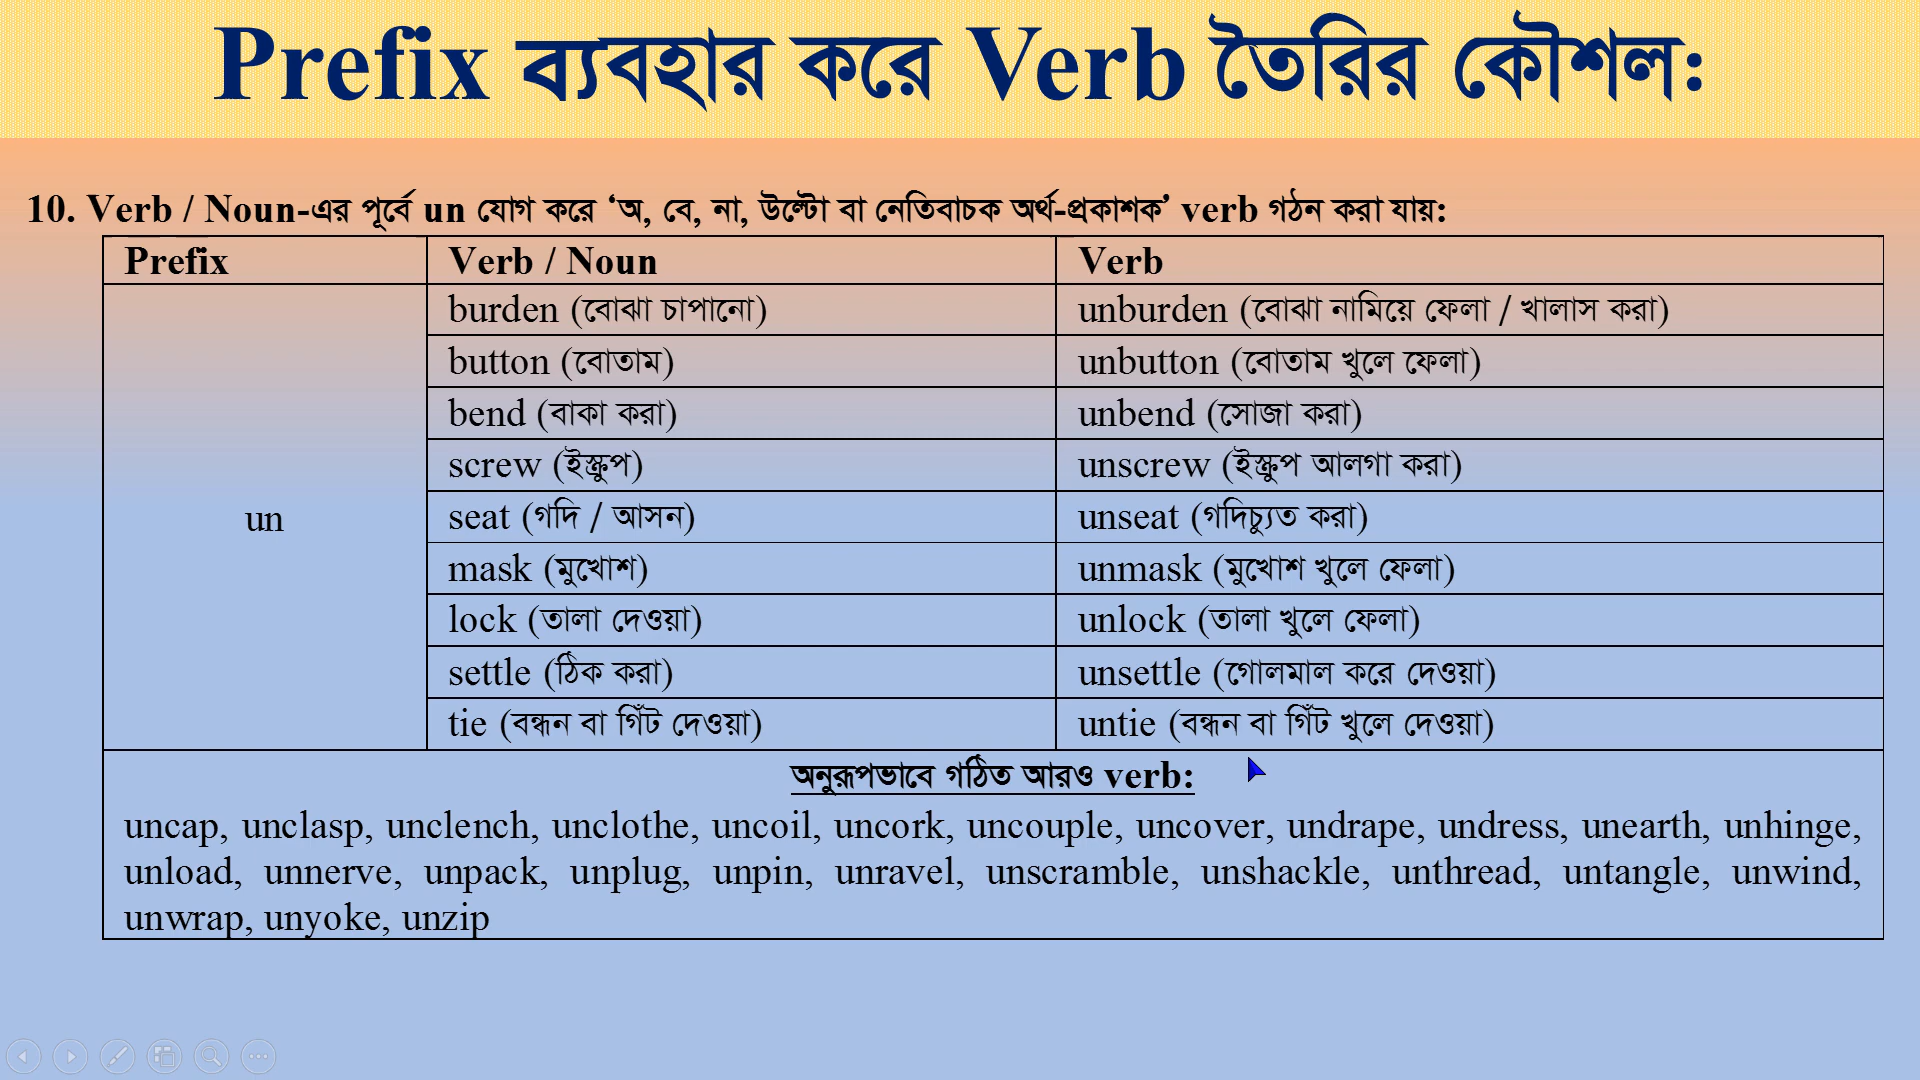 Prefix ব্যবহার করে Verb তৈরির কৌশল:
10. Verb / Noun-এর পূর্বে un যোগ করে ‘অ, বে, না, উল্টো বা নেতিবাচক অর্থ-প্রকাশক’ verb গঠন করা যায়:
Prefix Verb / Noun Verb
burden (বোঝা চাপানো) unburden (বোঝা নামিয়ে ফেলা / খালাস করা)
button (বোতাম) unbutton (বোতাম খুলে ফেলা)
bend (বাকা করা) unbend (সোজা করা)
screw (ইস্ক্রুপ) unscrew (ইস্ক্রুপ আলগা করা)
un seat (গদি / আসন) unseat (গদিচ্যুত করা)
mask (মুখোশ) unmask (মুখোশ খুলে ফেলা)
lock (তালা দেওয়া) unlock (তালা খুলে ফেলা)
settle (ঠিক করা) unsettle (গোলমাল করে দেওয়া)
tie (বন্ধন বা গিঁট দেওয়া) untie (বন্ধন বা গিঁট খুলে দেওয়া)
অনুরূপভাবে গঠিত আরও verb:
uncap, unclasp, unclench, unclothe, uncoil, uncork, uncouple, uncover, undrape, undress, unearth, unhinge,
unload, unnerve, unpack, unplug, unpin, unravel, unscramble, unshackle, unthread, untangle, unwind,
unwrap, unyoke, unzip